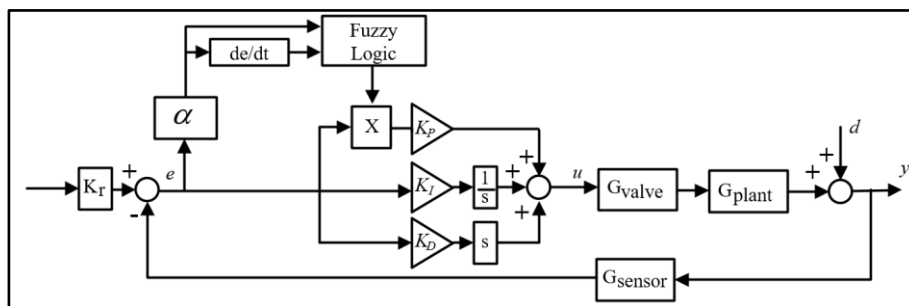 Fuzzy
Logic
de/dt
α
X
K_P
d
K_r
+
e
-
K_I
1/s
+
+
+
u
G_valve
G_plant
+
+
y
K_D
s
G_sensor